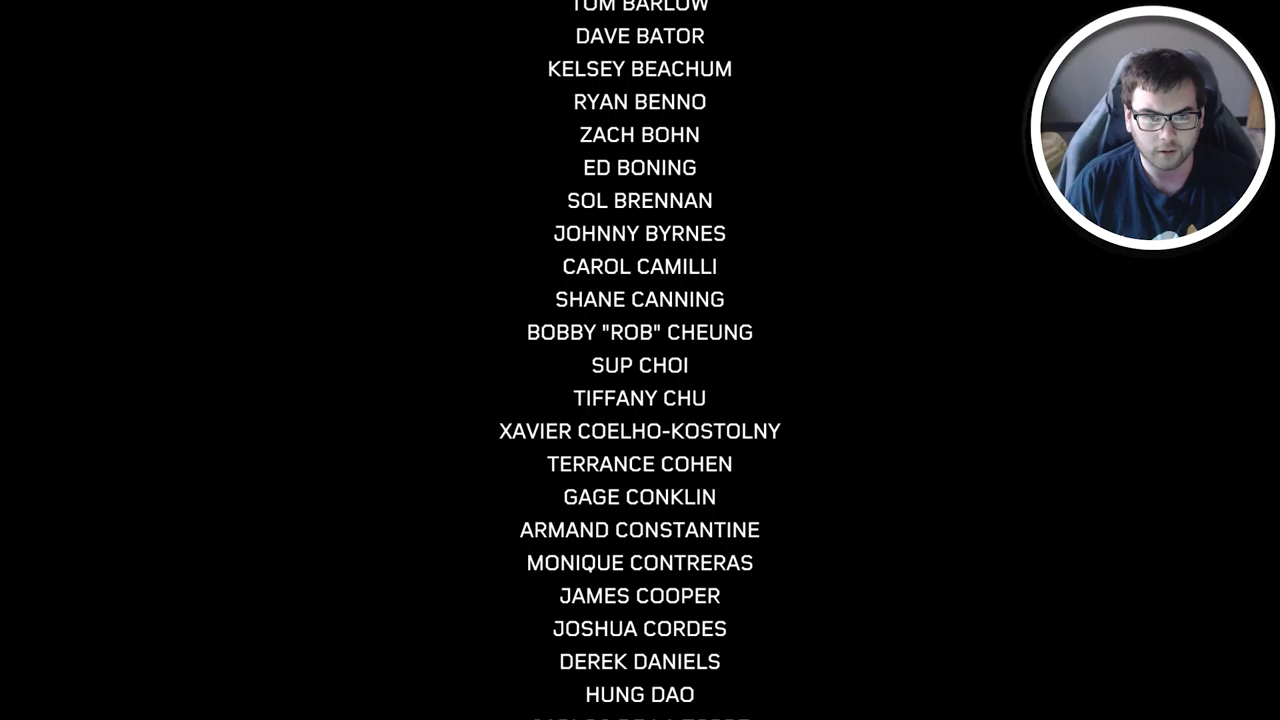 TOM BARLOW
DAVE BATOR
KELSEY BEACHUM
RYAN BENNO
ZACH BOHN
ED BONING
SOL BRENNAN
JOHNNY BYRNES
CAROL CAMILLI
SHANE CANNING
BOBBY "ROB" CHEUNG
SUP CHOI
TIFFANY CHU
XAVIER COELHO-KOSTOLNY
TERRANCE COHEN
GAGE CONKLIN
ARMAND CONSTANTINE
MONIQUE CONTRERAS
JAMES COOPER
JOSHUA CORDES
DEREK DANIELS
HUNG DAO